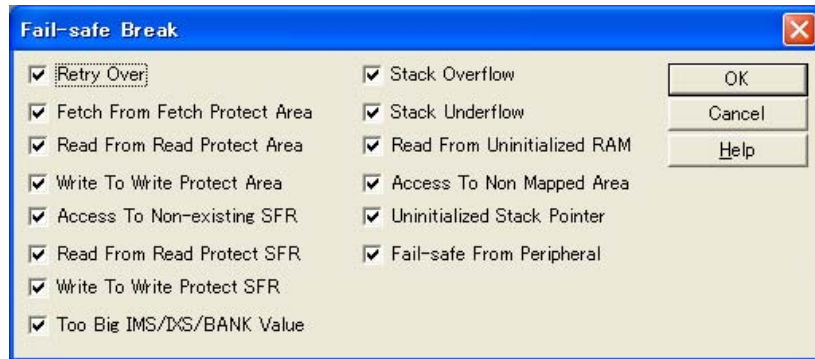 Fail-safe Break
Retry Over
Fetch From Fetch Protect Area
Read From Read Protect Area
Write To Write Protect Area
Access To Non-existing SFR
Read From Read Protect SFR
Write To Write Protect SFR
Too Big IMS/IXS/BANK Value
Stack Overflow
Stack Underflow
Read From Uninitialized RAM
Access To Non Mapped Area
Uninitialized Stack Pointer
Fail-safe From Peripheral
OK
Cancel
Help